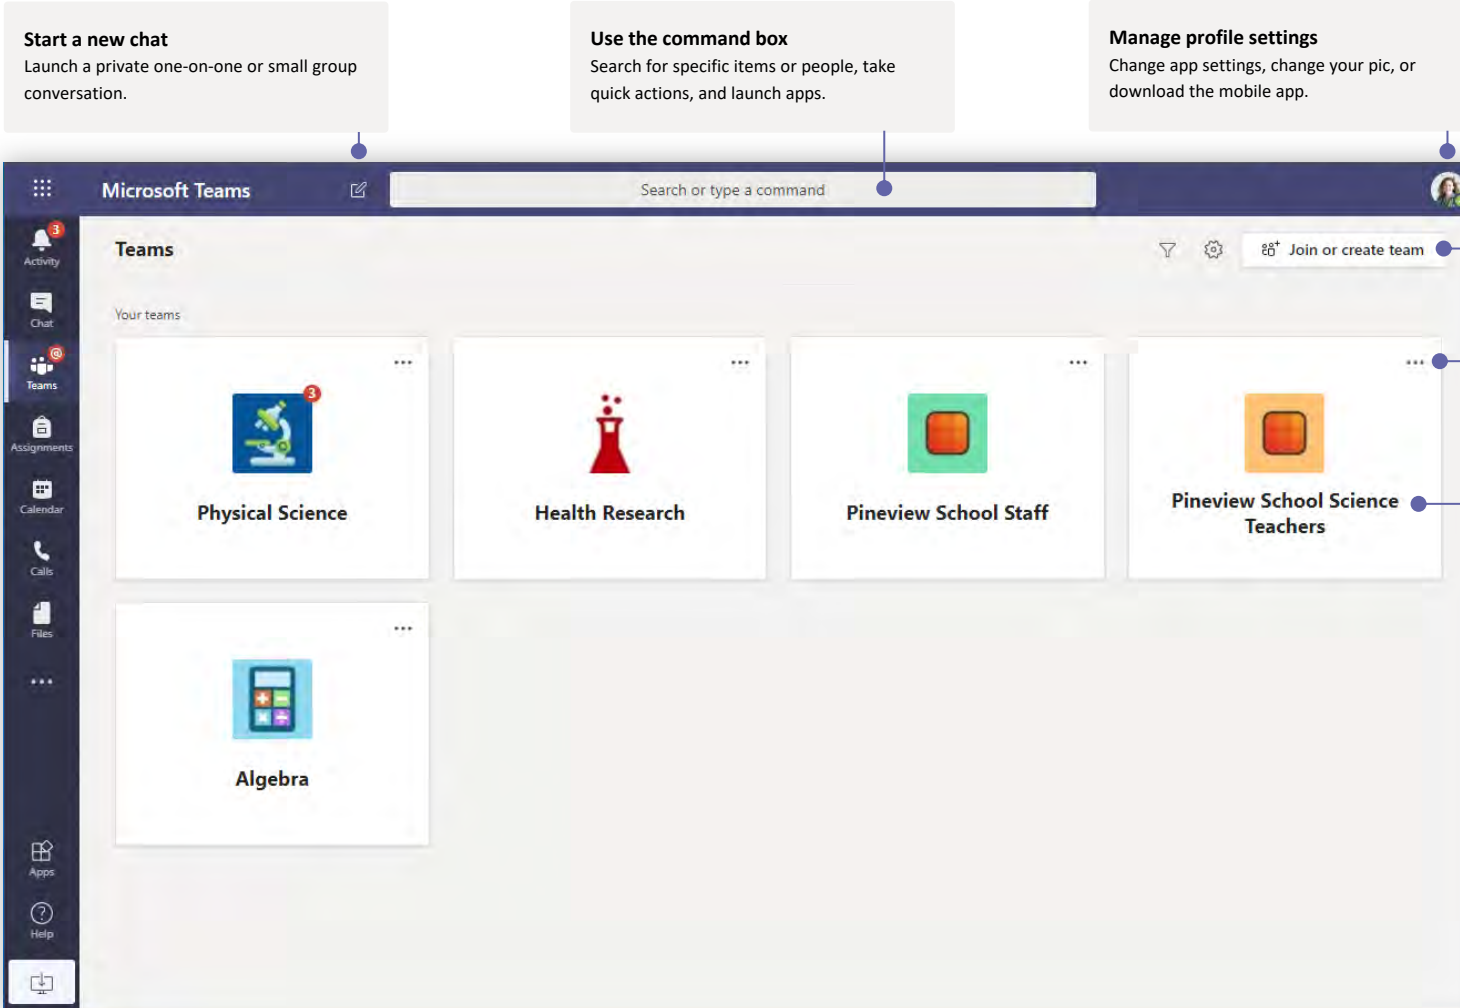 Start a new chat
Launch a private one-on-one or small group
conversation.
Use the command box
Search for specific items or people, take
quick actions, and launch apps.
Manage profile settings
Change app settings, change your pic, or
download the mobile app.
Microsoft Teams
Search or type a command
3
Activity
Chat
@
Teams
Assignments
Calendar
Calls
Files
Apps
Help
Teams
Join or create team
Your teams
3
Physical Science
Health Research
Pineview School Staff
Pineview School Science
Teachers
Algebra